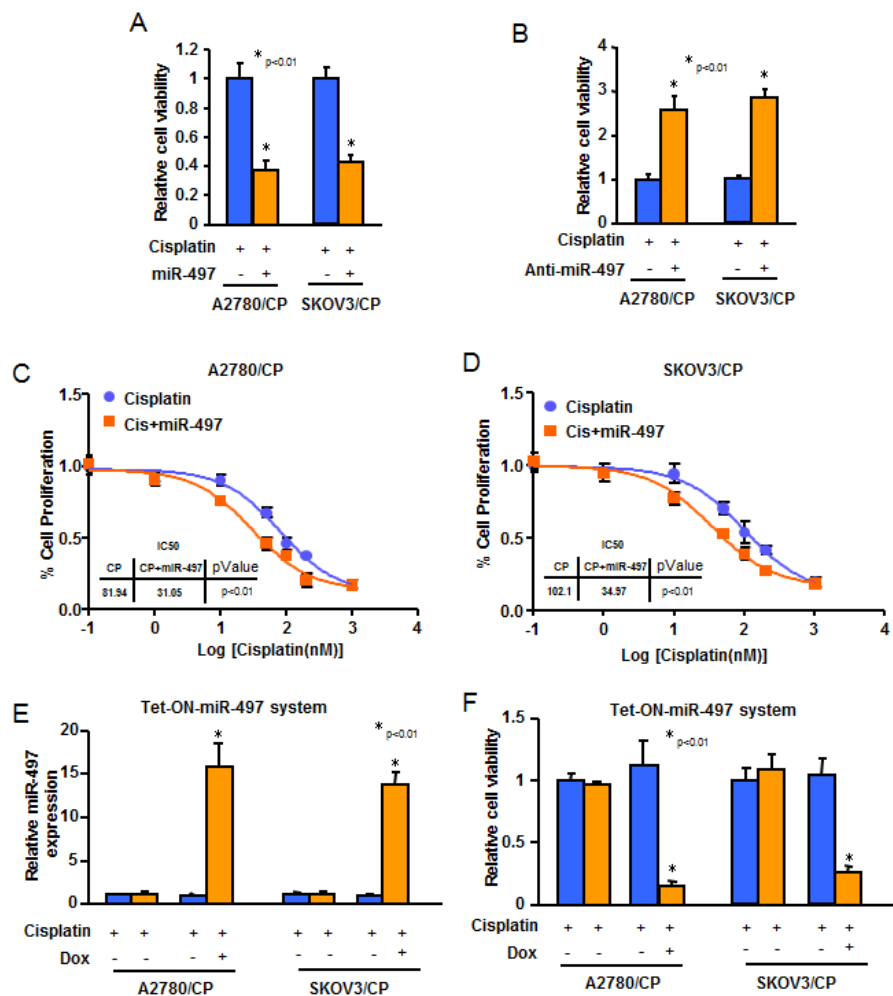 A
Relative cell viability
1.2
1
0.8
0.6
0.4
0.2
0
* p<0.01
*
*
Cisplatin + + + +
miR-497 - + - +
A2780/CP SKOV3/CP
B
Relative cell viability
4
3
2
1
0
* p<0.01
*
*
Cisplatin + + + +
Anti-miR-497 - + - +
A2780/CP SKOV3/CP
C
A2780/CP
% Cell Proliferation
1.5
1.0
0.5
0.0
Cisplatin
Cis+miR-497
IC50
CP CP+miR-497 pValue
81.94 31.05 p<0.01
-1 0 1 2 3 4
Log [Cisplatin(nM)]
D
SKOV3/CP
% Cell Proliferation
1.5
1.0
0.5
0.0
Cisplatin
Cis+miR-497
IC50
CP CP+miR-497 pValue
102.1 34.97 p<0.01
-1 0 1 2 3 4
Log [Cisplatin(nM)]
E
Tet-ON-miR-497 system
Relative miR-497
expression
20
15
10
5
0
* p<0.01
*
*
Cisplatin + + + + + + + +
Dox - - - + - - - +
A2780/CP SKOV3/CP
F
Tet-ON-miR-497 system
Relative cell viability
1.5
1
0.5
0
* p<0.01
*
*
Cisplatin + + + + + + + +
Dox - - - + - - - +
A2780/CP SKOV3/CP